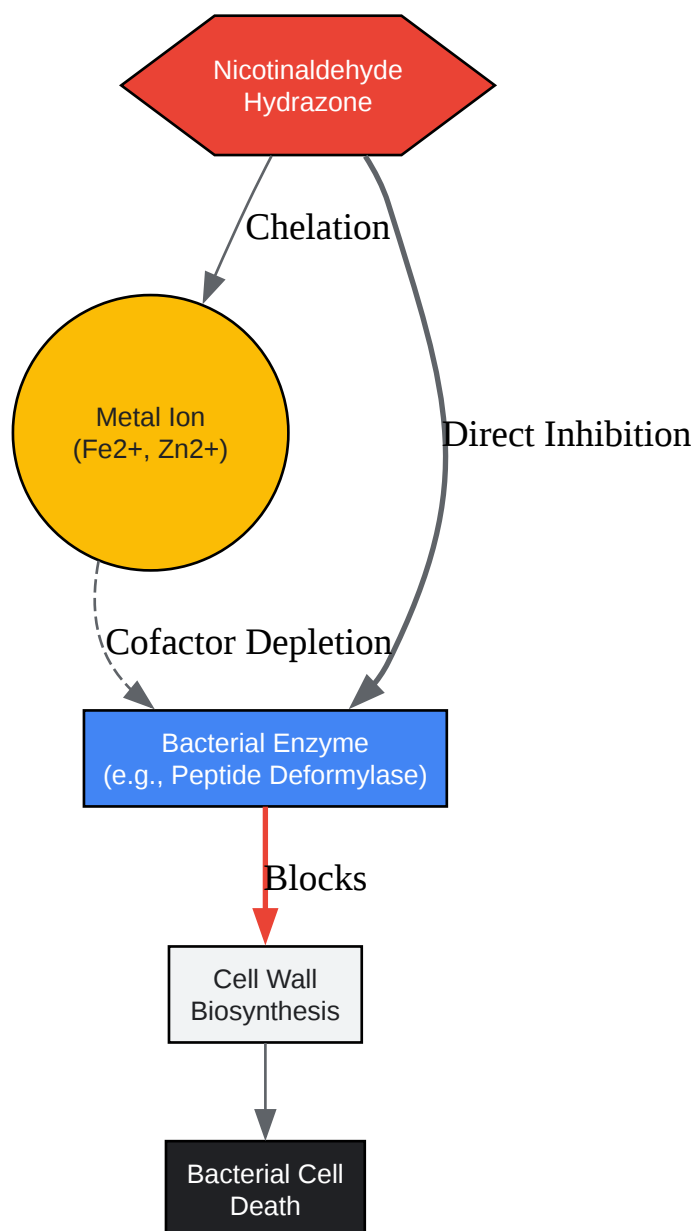 Nicotinaldehyde
Hydrazone
Chelation
Metal Ion
(Fe2+, Zn2+)
Direct Inhibition
Cofactor Depletion
Bacterial Enzyme
(e.g., Peptide Deformylase)
Blocks
Cell Wall
Biosynthesis
Bacterial Cell
Death